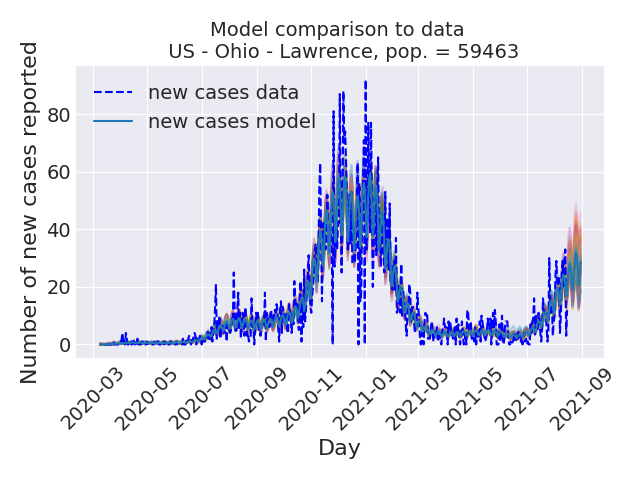 Model comparison to data
US - Ohio - Lawrence, pop. = 59463
new cases data
new cases model
Number of new cases reported
80
60
40
20
0
2020-03
2020-05
2020-07
2020-09
2020-11
2021-01
2021-03
2021-05
2021-07
2021-09
Day